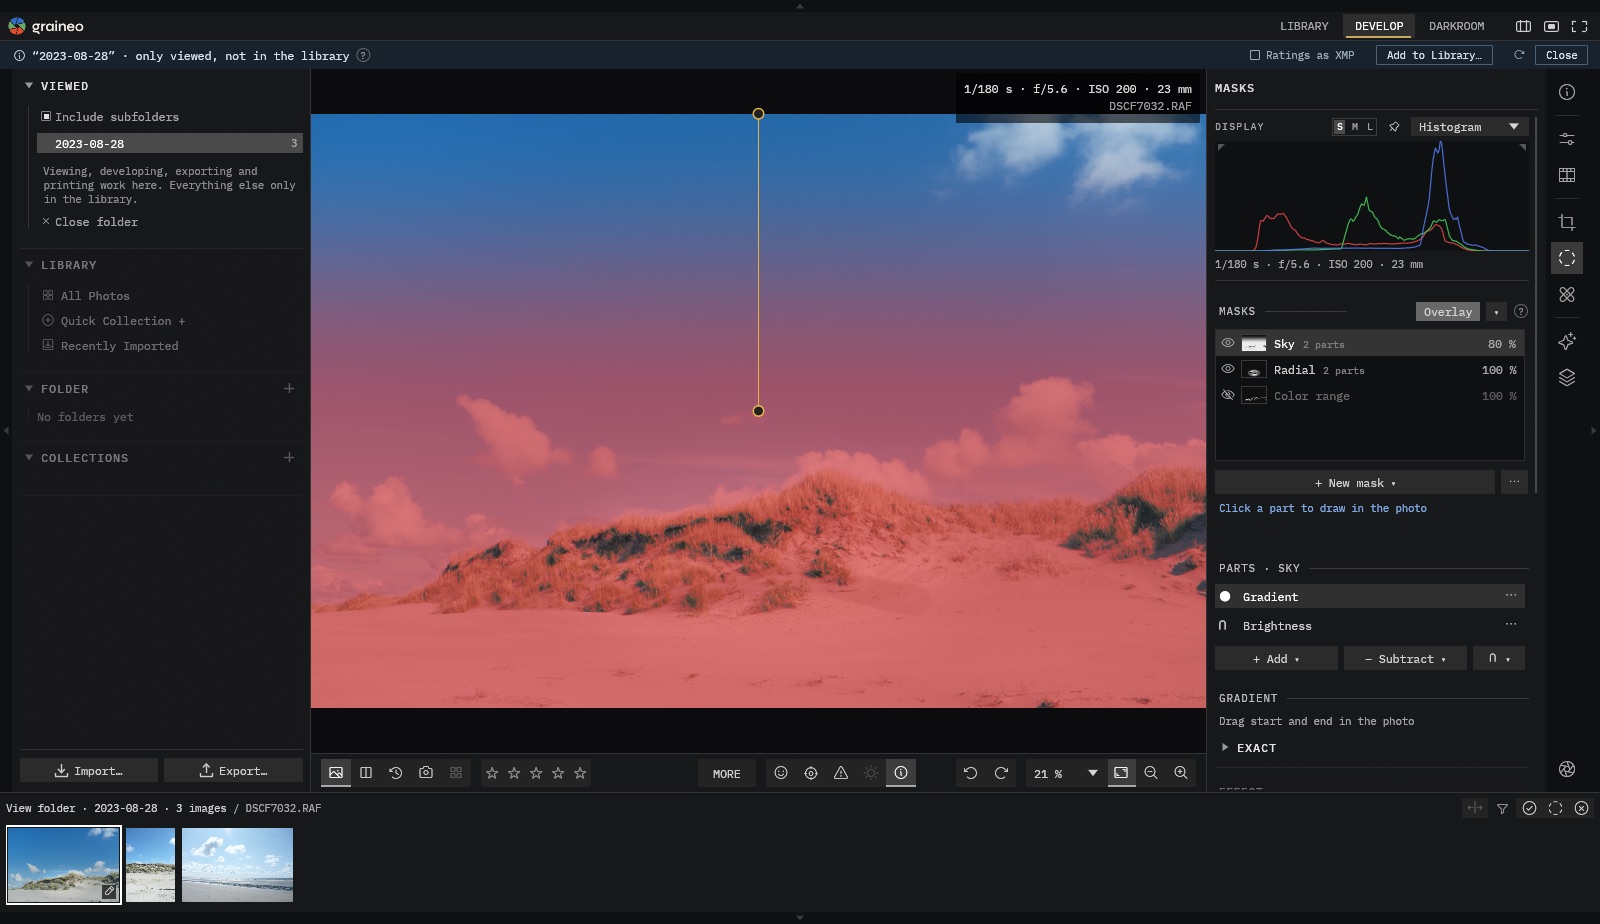 graineo
LIBRARY DEVELOP DARKROOM
“2023-08-28” · only viewed, not in the library ?
Ratings as XMP Add to Library… Close
VIEWED
Include subfolders
2023-08-28 3
Viewing, developing, exporting and
printing work here. Everything else only
in the library.
× Close folder
LIBRARY
All Photos
Quick Collection +
Recently Imported
FOLDER +
No folders yet
COLLECTIONS +
Import… Export…
1/180 s · f/5.6 · ISO 200 · 23 mm
DSCF7032.RAF
MORE
21 %
MASKS
DISPLAY S M L Histogram
1/180 s · f/5.6 · ISO 200 · 23 mm
MASKS Overlay ?
Sky 2 parts 80 %
Radial 2 parts 100 %
Color range 100 %
+ New mask ...
Click a part to draw in the photo
PARTS · SKY
Gradient ...
Brightness ...
+ Add − Subtract ∩
GRADIENT
Drag start and end in the photo
EXACT
View folder · 2023-08-28 · 3 images / DSCF7032.RAF